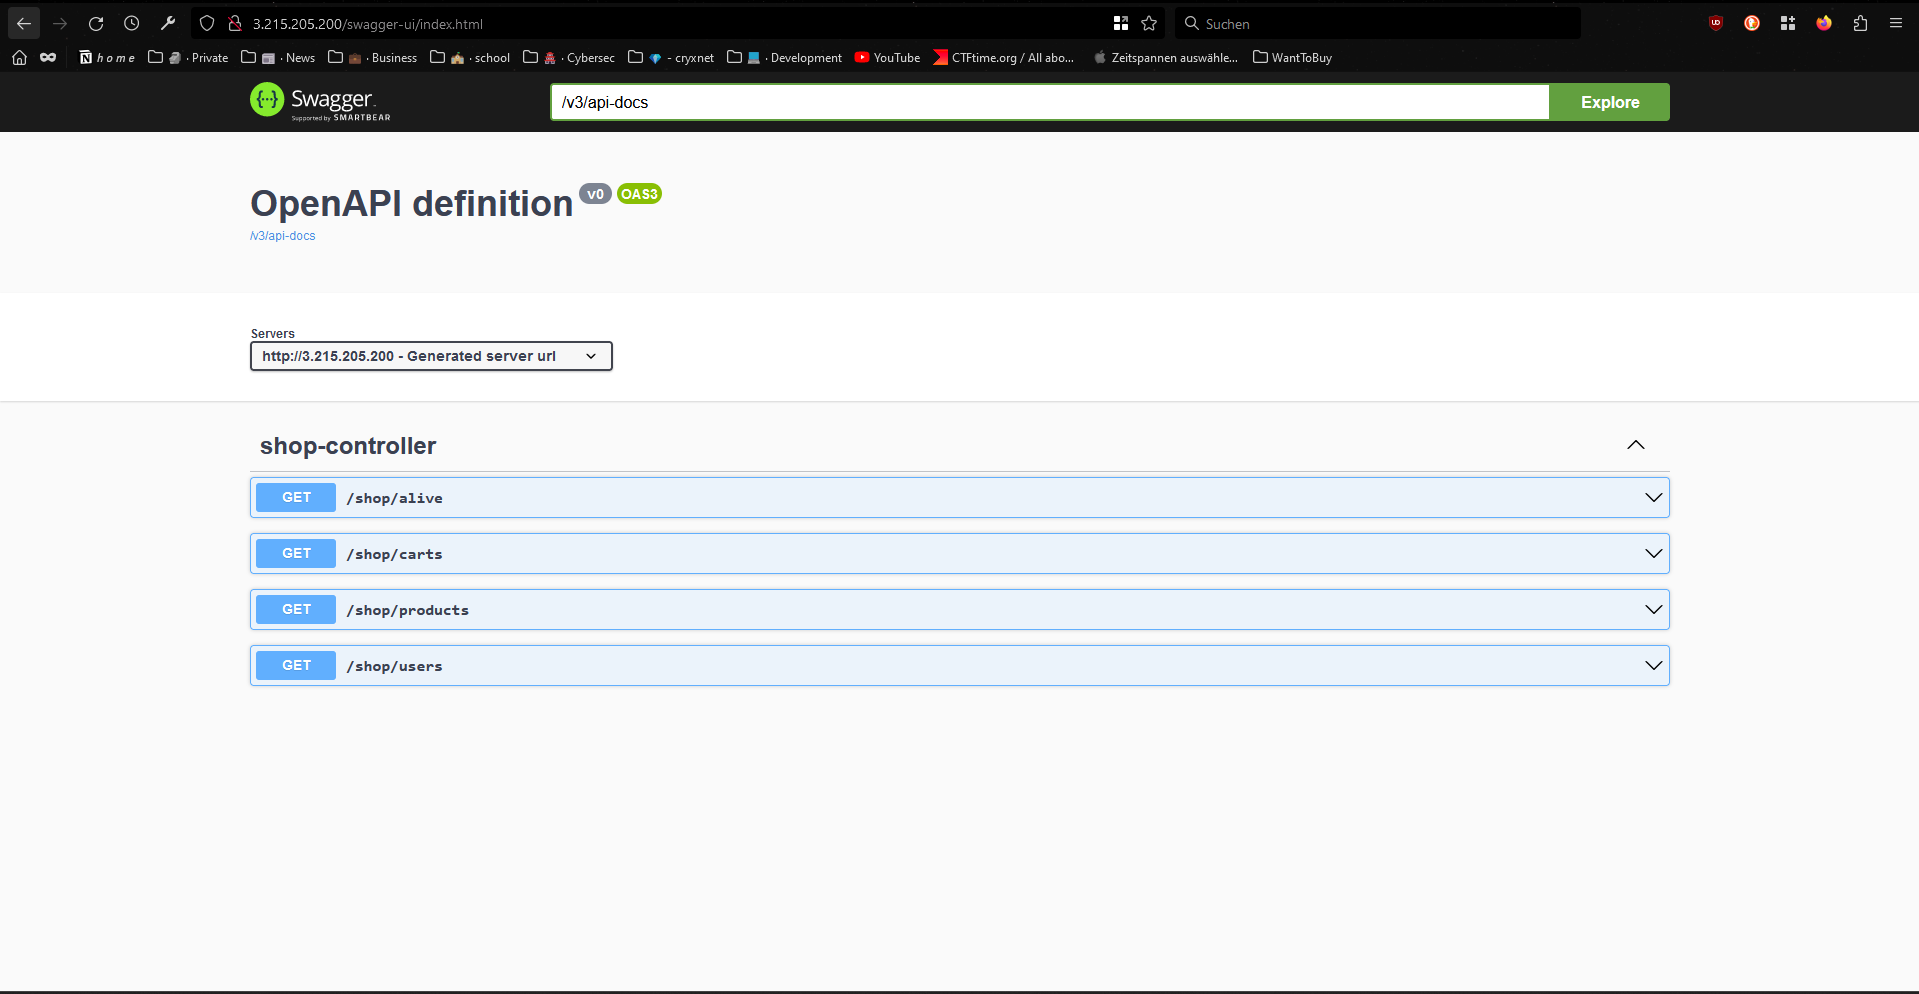 3.215.205.200/swagger-ui/index.html
Suchen
h o m e
· Private
· News
· Business
· school
· Cybersec
- cryxnet
· Development
YouTube
CTFtime.org / All abo...
Zeitspannen auswähle...
WantToBuy
Swagger.
Supported by SMARTBEAR
/v3/api-docs
Explore
OpenAPI definition v0 OAS3
/v3/api-docs
Servers
http://3.215.205.200 - Generated server url
shop-controller
GET /shop/alive
GET /shop/carts
GET /shop/products
GET /shop/users